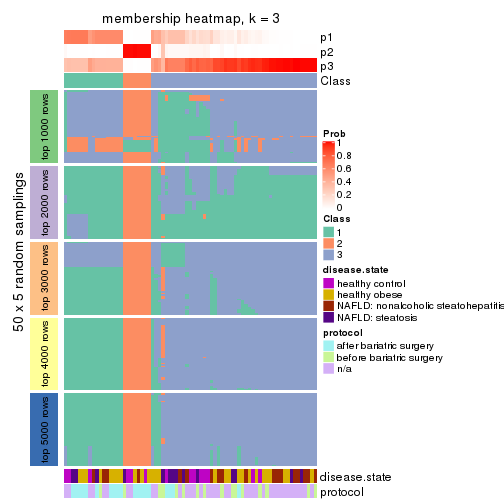 membership heatmap, k = 3
p1
p2
p3
Class
50 x 5 random samplings
top 1000 rows
top 2000 rows
top 3000 rows
top 4000 rows
top 5000 rows
disease.state
protocol
Prob
1
0.8
0.6
0.4
0.2
0
Class
1
2
3
disease.state
healthy control
healthy obese
NAFLD: nonalcoholic steatohepatitis
NAFLD: steatosis
protocol
after bariatric surgery
before bariatric surgery
n/a